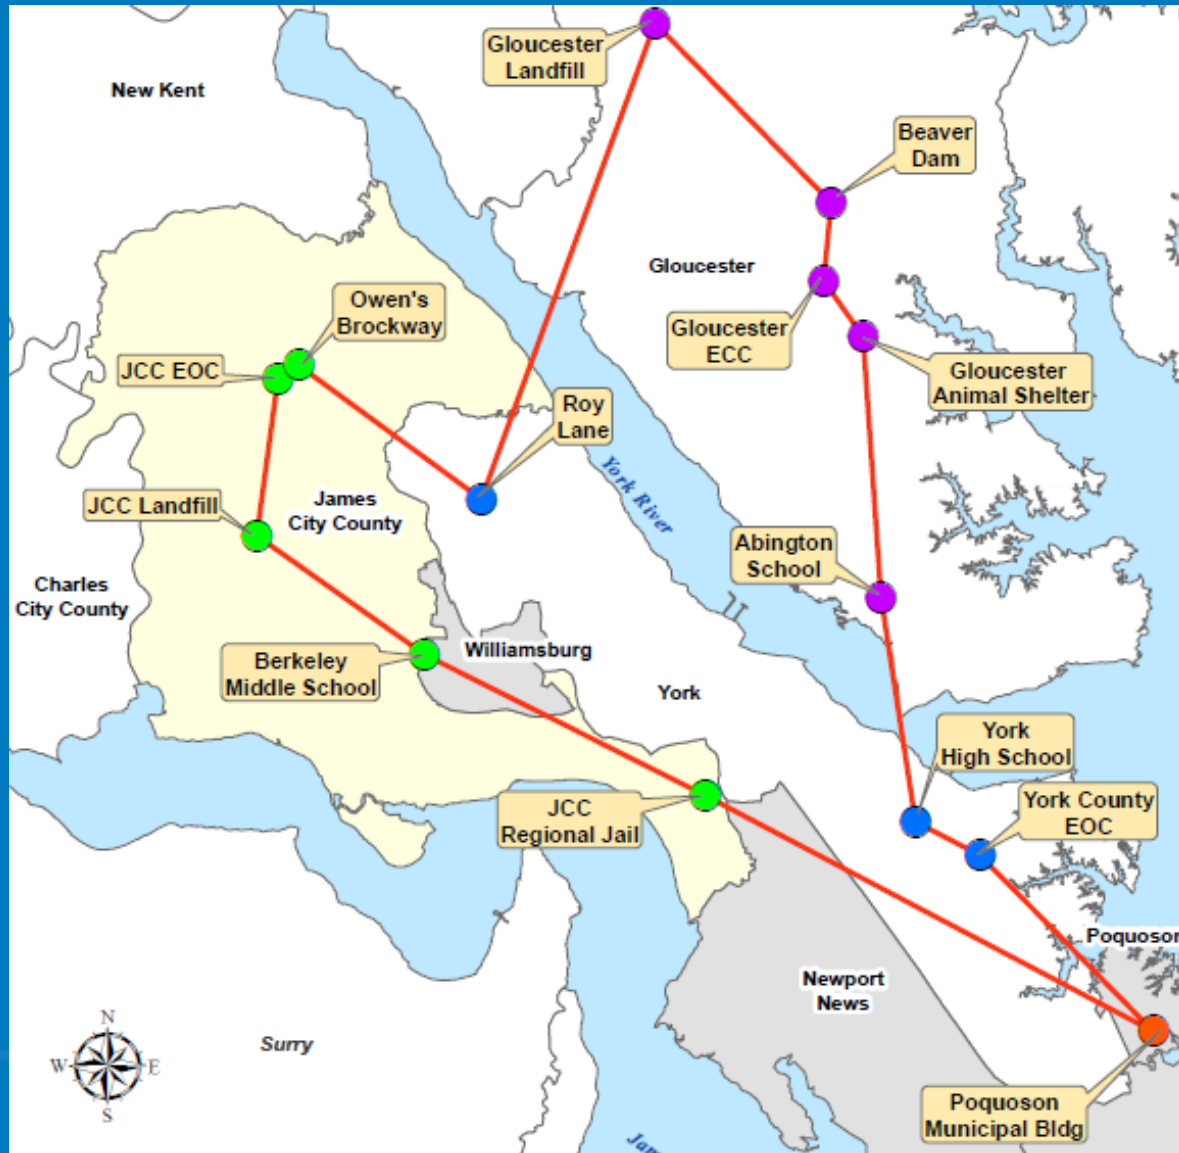 Gloucester
Landfill
New Kent
Beaver
Dam
Gloucester
Owen's
Brockway
Gloucester
ECC
JCC EOC
Gloucester
Animal Shelter
Roy
Lane
York River
JCC Landfill
James
City County
Abington
School
Charles
City County
Williamsburg
Berkeley
Middle School
York
York
High School
JCC
Regional Jail
York County
EOC
Poquoson
Newport
News
N
W
E
S
Surry
Poquoson
Municipal Bldg